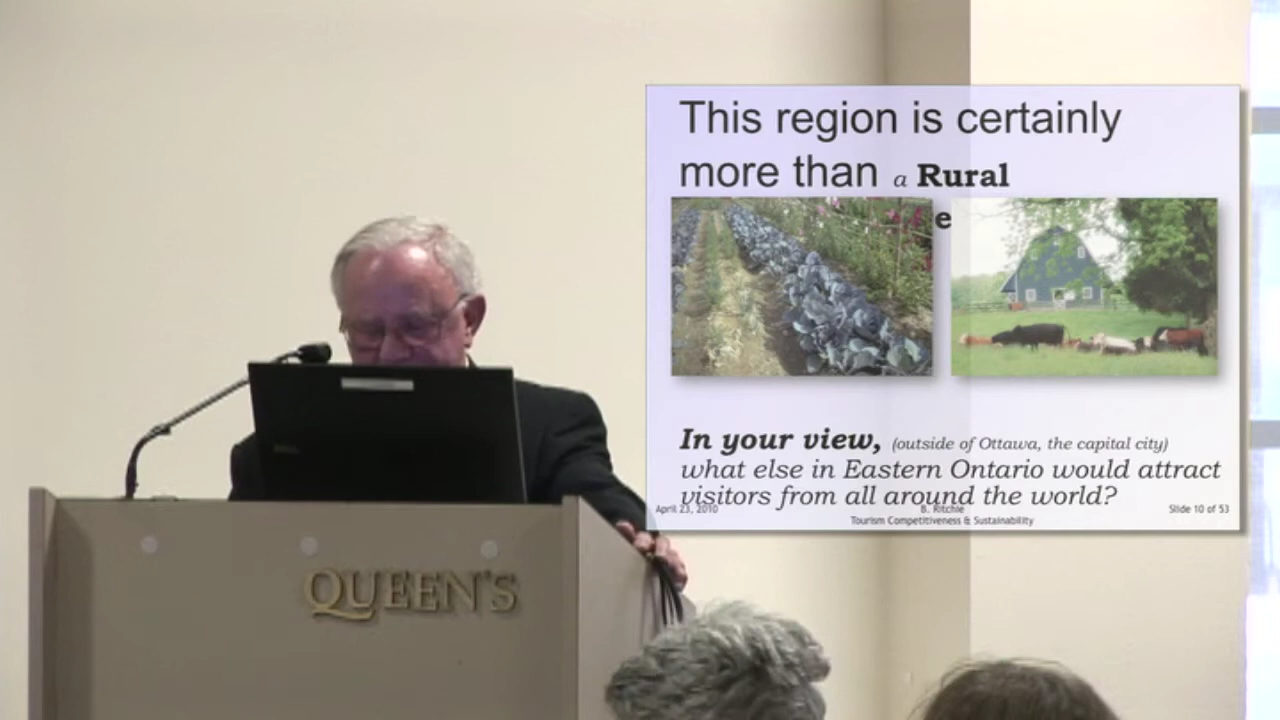 This region is certainly
more than a Rural
e
In your view, (outside of Ottawa, the capital city)
what else in Eastern Ontario would attract
visitors from all around the world?
April 23, 2010
B. Ritchie
Slide 10 of 53
Tourism Competitiveness & Sustainability
QUEEN'S